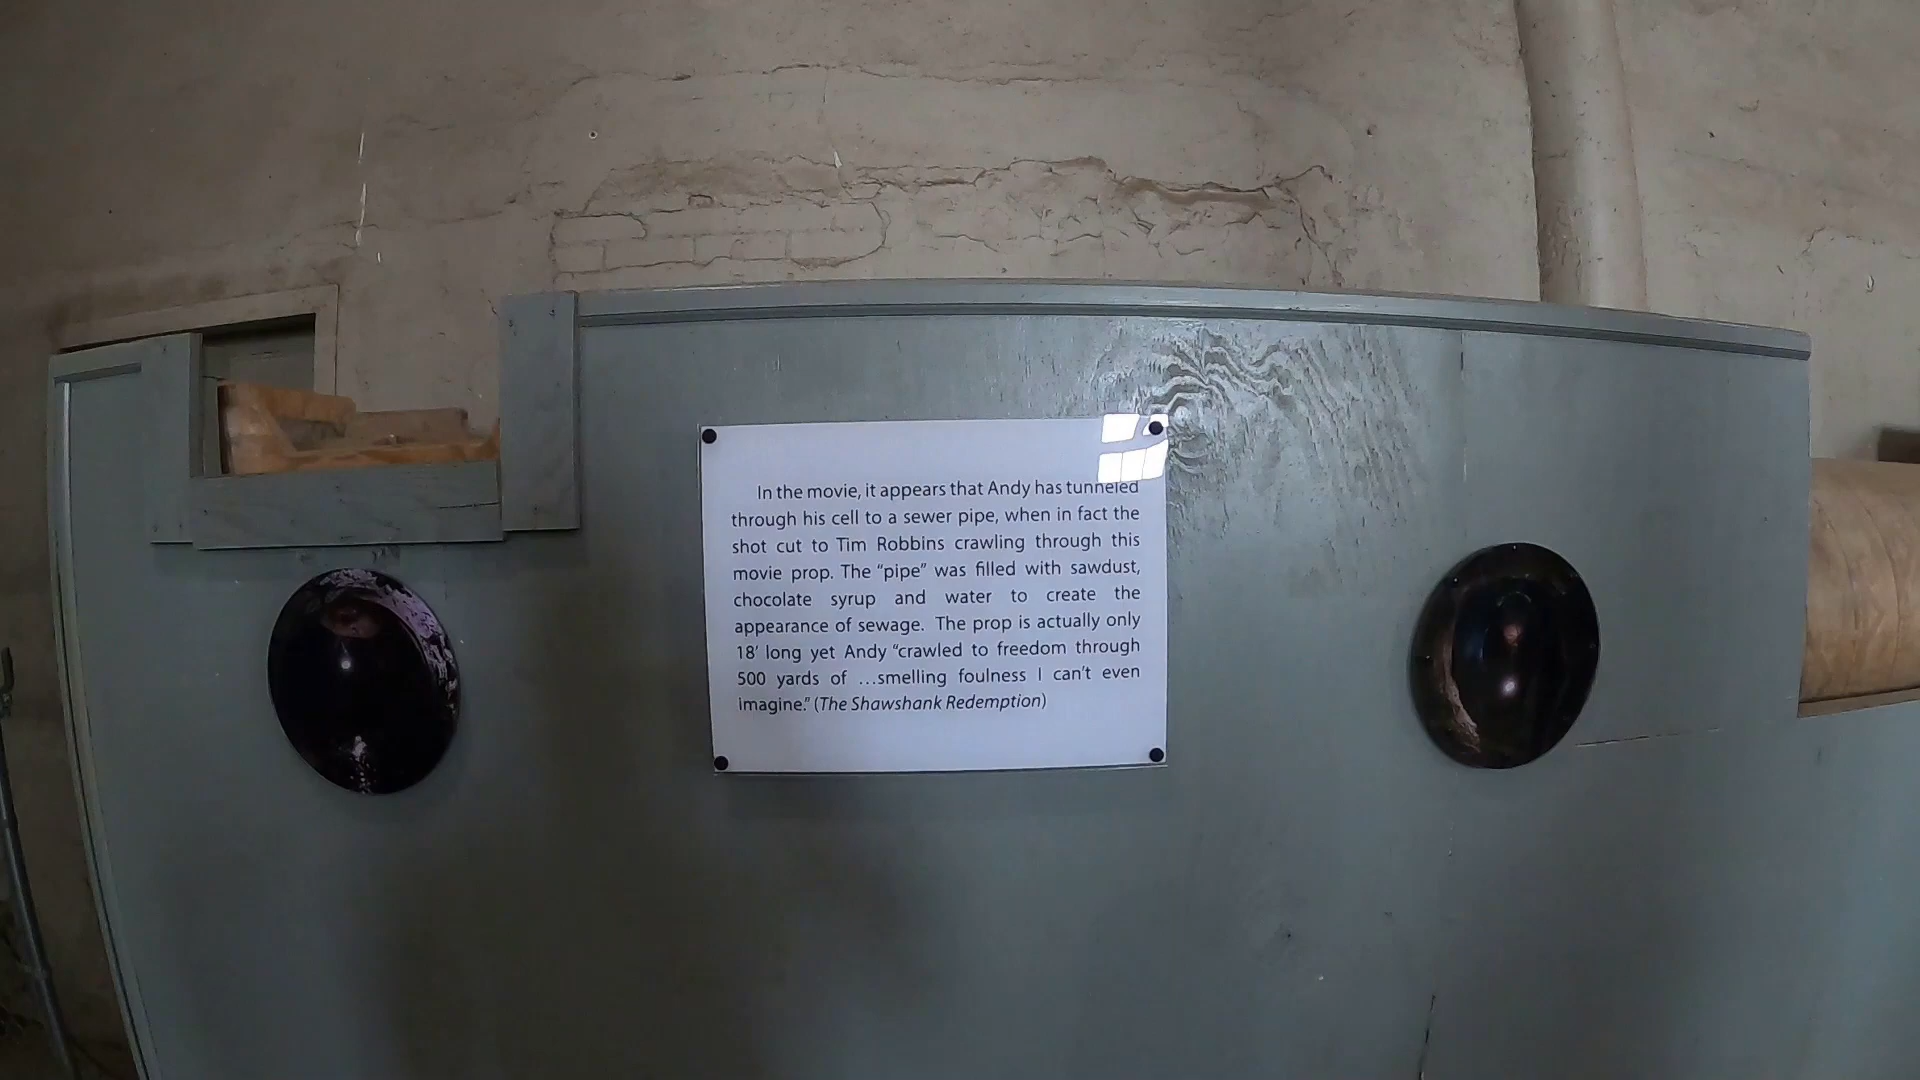 In the movie, it appears that Andy has tunneled
through his cell to a sewer pipe, when in fact the
shot cut to Tim Robbins crawling through this
movie prop. The “pipe” was filled with sawdust,
chocolate syrup and water to create the
appearance of sewage. The prop is actually only
18’ long yet Andy “crawled to freedom through
500 yards of …smelling foulness I can’t even
imagine.” (The Shawshank Redemption)